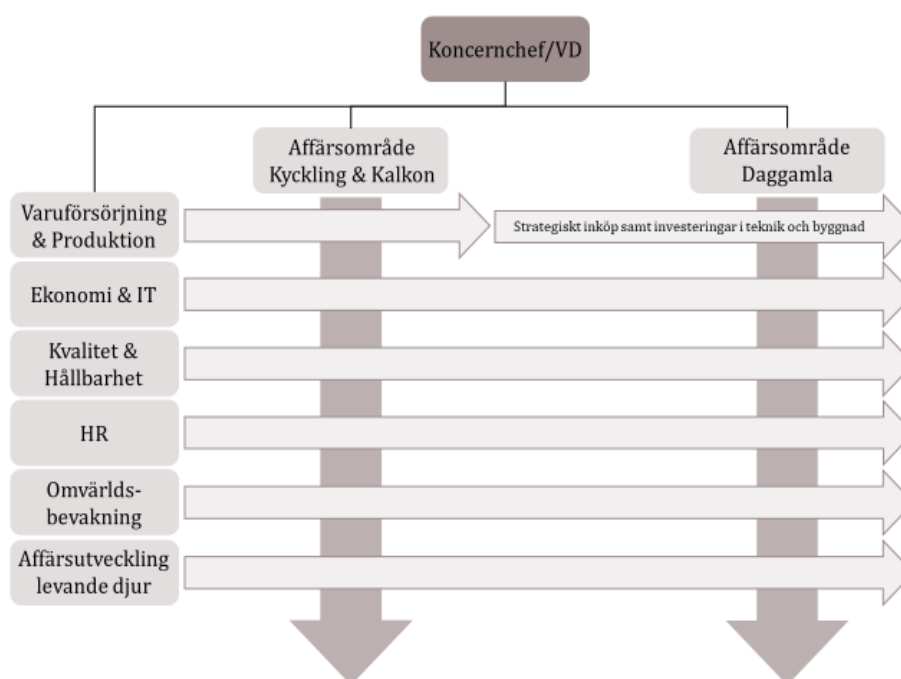 Koncernchef/VD
Affärsområde
Kyckling & Kalkon
Affärsområde
Daggamla
Varuförsörjning
& Produktion
Strategiskt inköp samt investeringar i teknik och byggnad
Ekonomi & IT
Kvalitet &
Hållbarhet
HR
Omvärlds-
bevakning
Affärsutveckling
levande djur